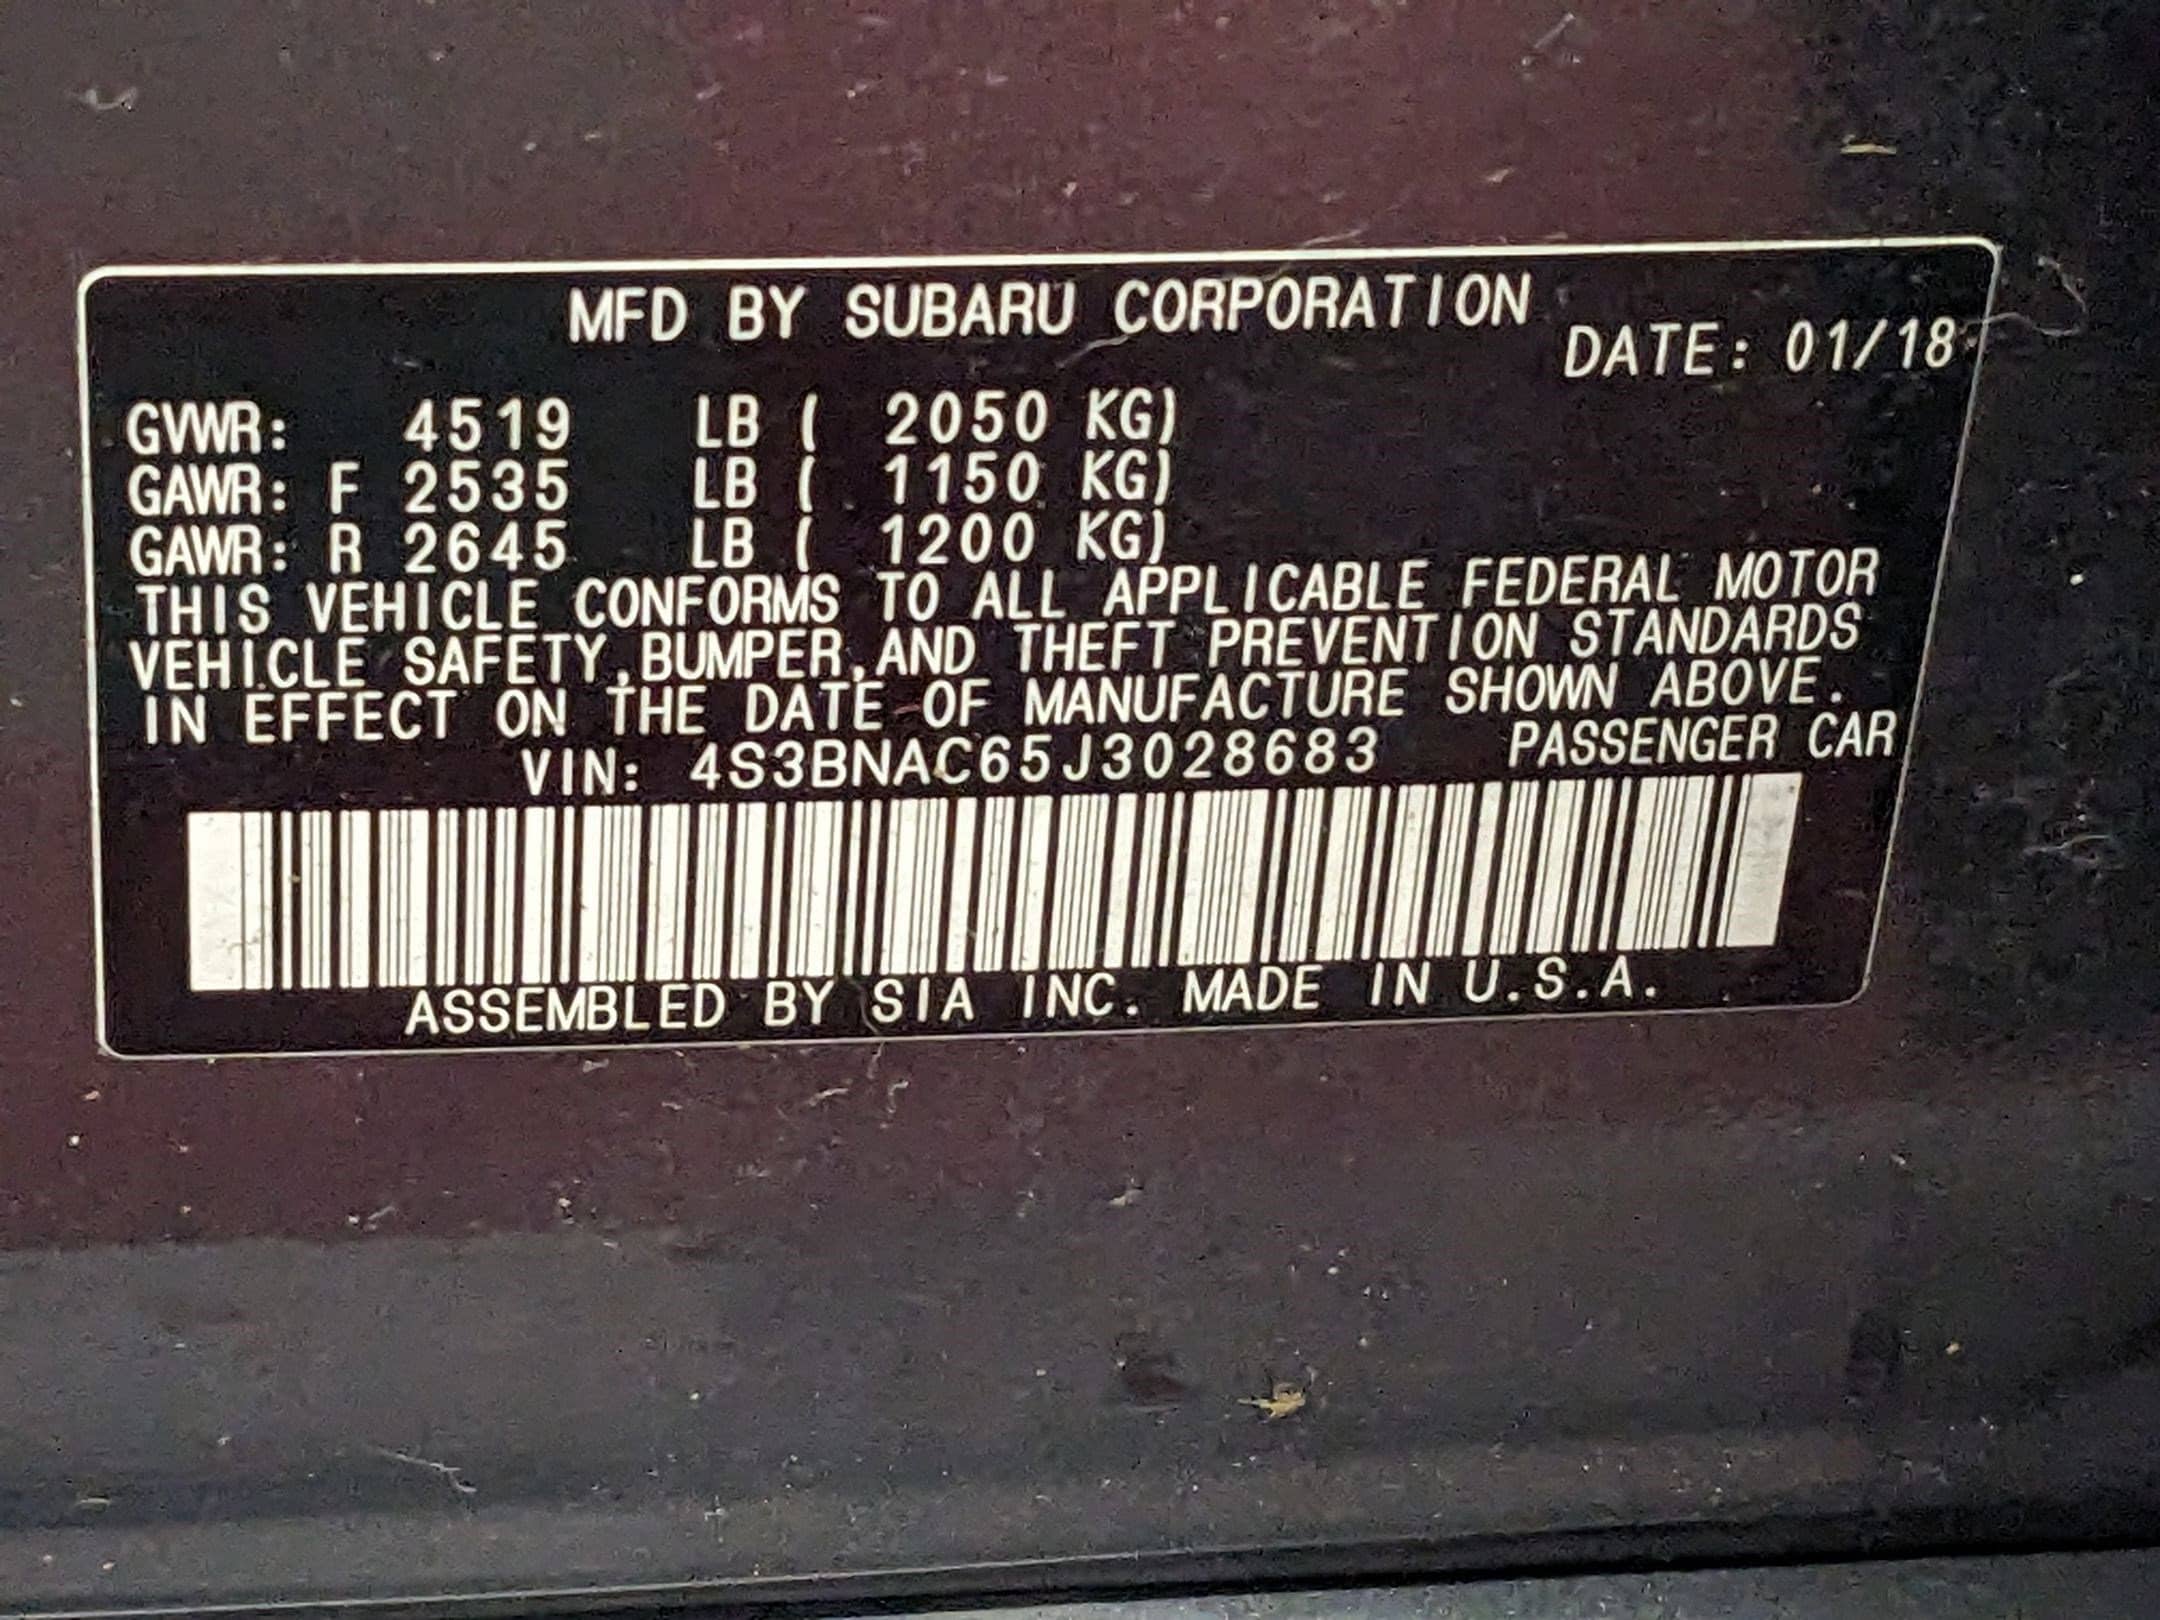 MFD BY SUBARU CORPORATION
DATE: 01/18
GVWR: 4519 LB ( 2050 KG)
GAWR: F 2535 LB ( 1150 KG)
GAWR: R 2645 LB ( 1200 KG)
THIS VEHICLE CONFORMS TO ALL APPLICABLE FEDERAL MOTOR
VEHICLE SAFETY,BUMPER,AND THEFT PREVENTION STANDARDS
IN EFFECT ON THE DATE OF MANUFACTURE SHOWN ABOVE.
VIN: 4S3BNAC65J3028683 PASSENGER CAR
ASSEMBLED BY SIA INC. MADE IN U.S.A.